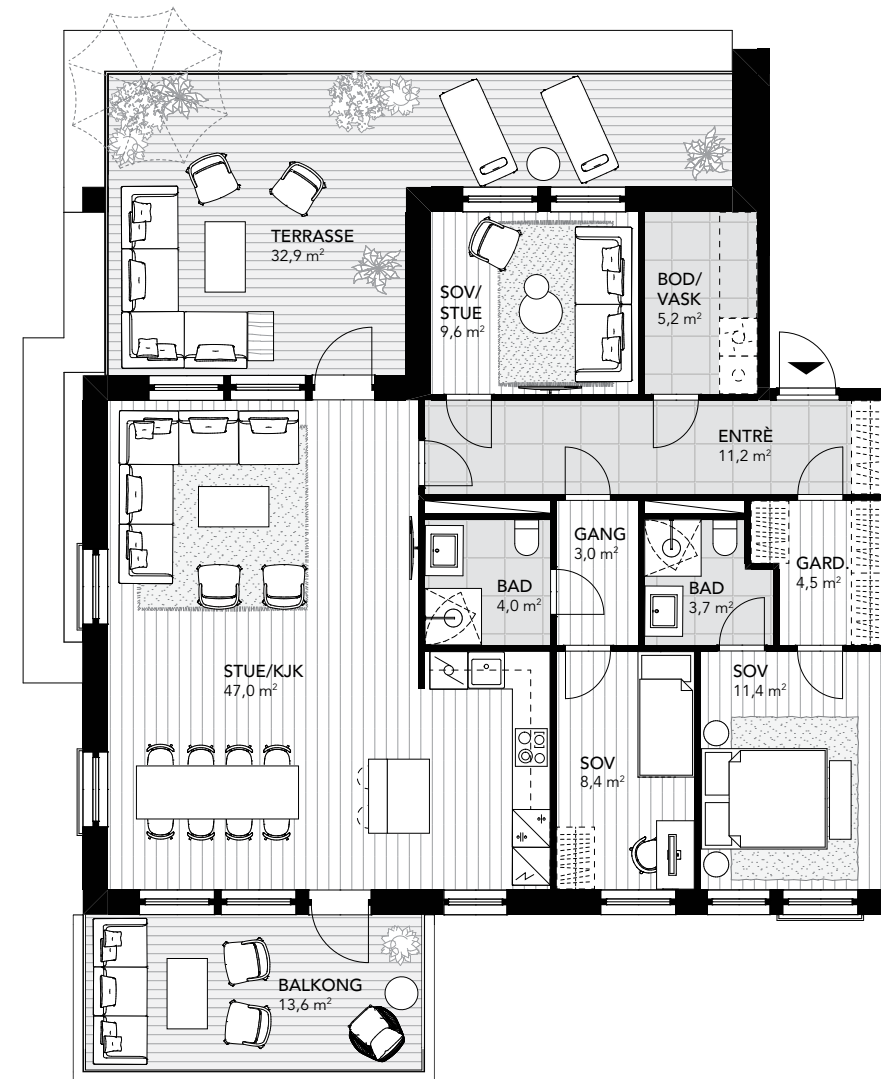 TERRASSE
32,9 m²
SOV/
STUE
9,6 m²
BOD/
VASK
5,2 m²
ENTRÈ
11,2 m²
GANG
3,0 m²
BAD
4,0 m²
BAD
3,7 m²
GARD.
4,5 m²
STUE/KJK
47,0 m²
SOV
11,4 m²
SOV
8,4 m²
BALKONG
13,6 m²